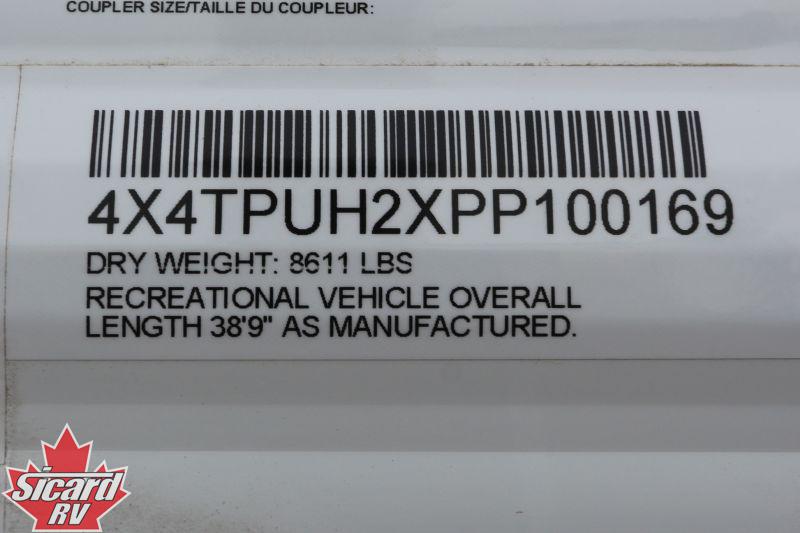 COUPLER SIZE/TAILLE DU COUPLEUR:
4X4TPUH2XPP100169
DRY WEIGHT: 8611 LBS
RECREATIONAL VEHICLE OVERALL
LENGTH 38'9" AS MANUFACTURED.
Sicard
RV